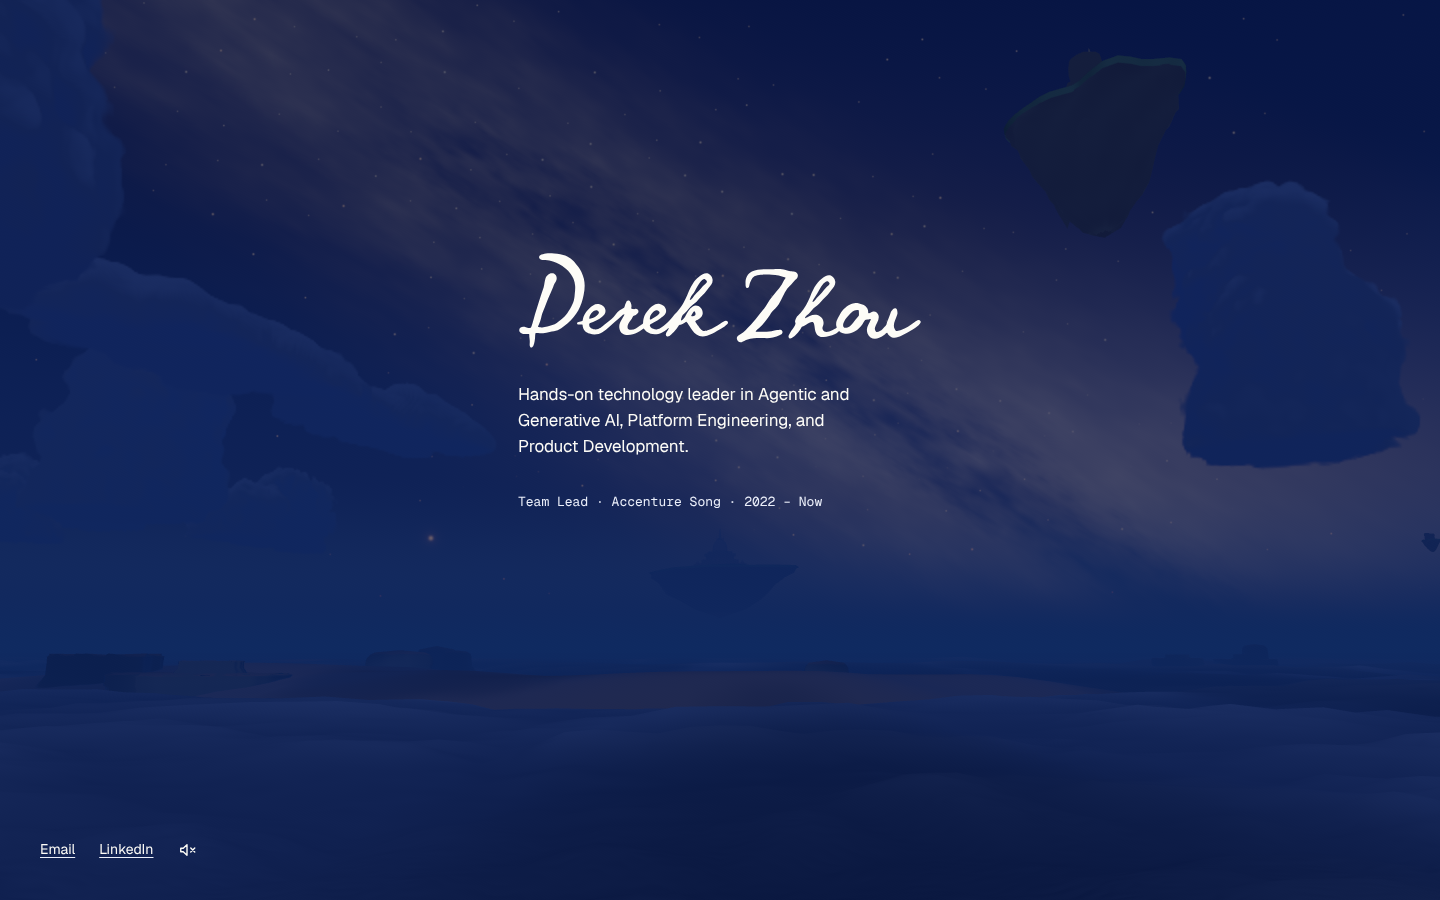 Derek Zhou
Hands-on technology leader in Agentic and
Generative AI, Platform Engineering, and
Product Development.
Team Lead · Accenture Song · 2022 – Now
Email LinkedIn